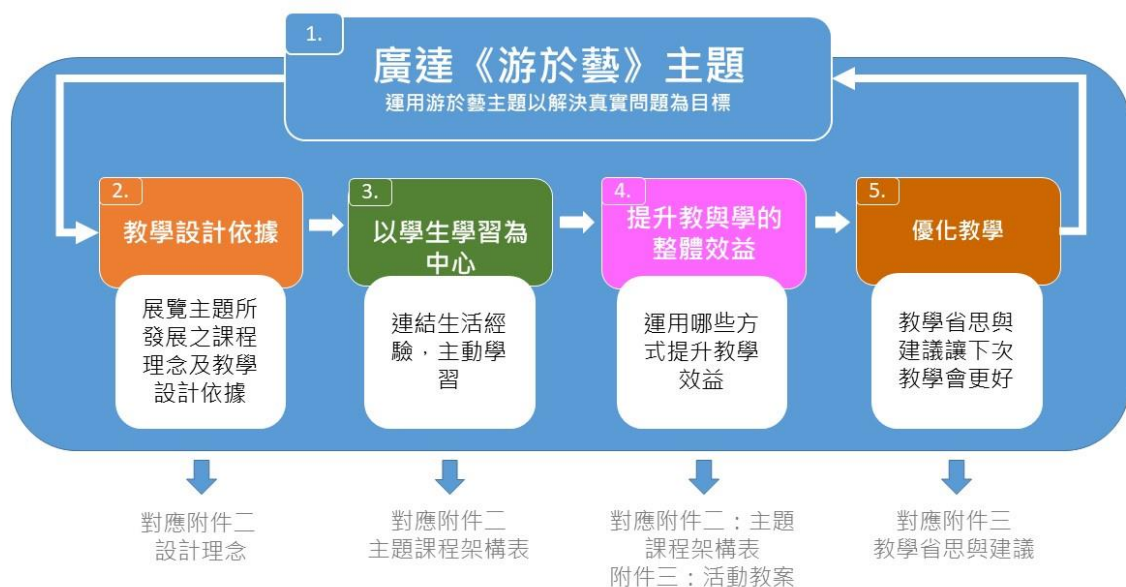 1.
廣達《游於藝》主題
運用游於藝主題以解決真實問題為目標
2.
教學設計依據
展覽主題所
發展之課程
理念及教學
設計依據
3.
以學生學習為
中心
連結生活經
驗，主動學
習
4.
提升教與學的
整體效益
運用哪些方
式提升教學
效益
5.
優化教學
教學省思與
建議讓下次
教學會更好
對應附件二
設計理念
對應附件二
主題課程架構表
對應附件二：主題
課程架構表
附件三：活動教案
對應附件三
教學省思與建議